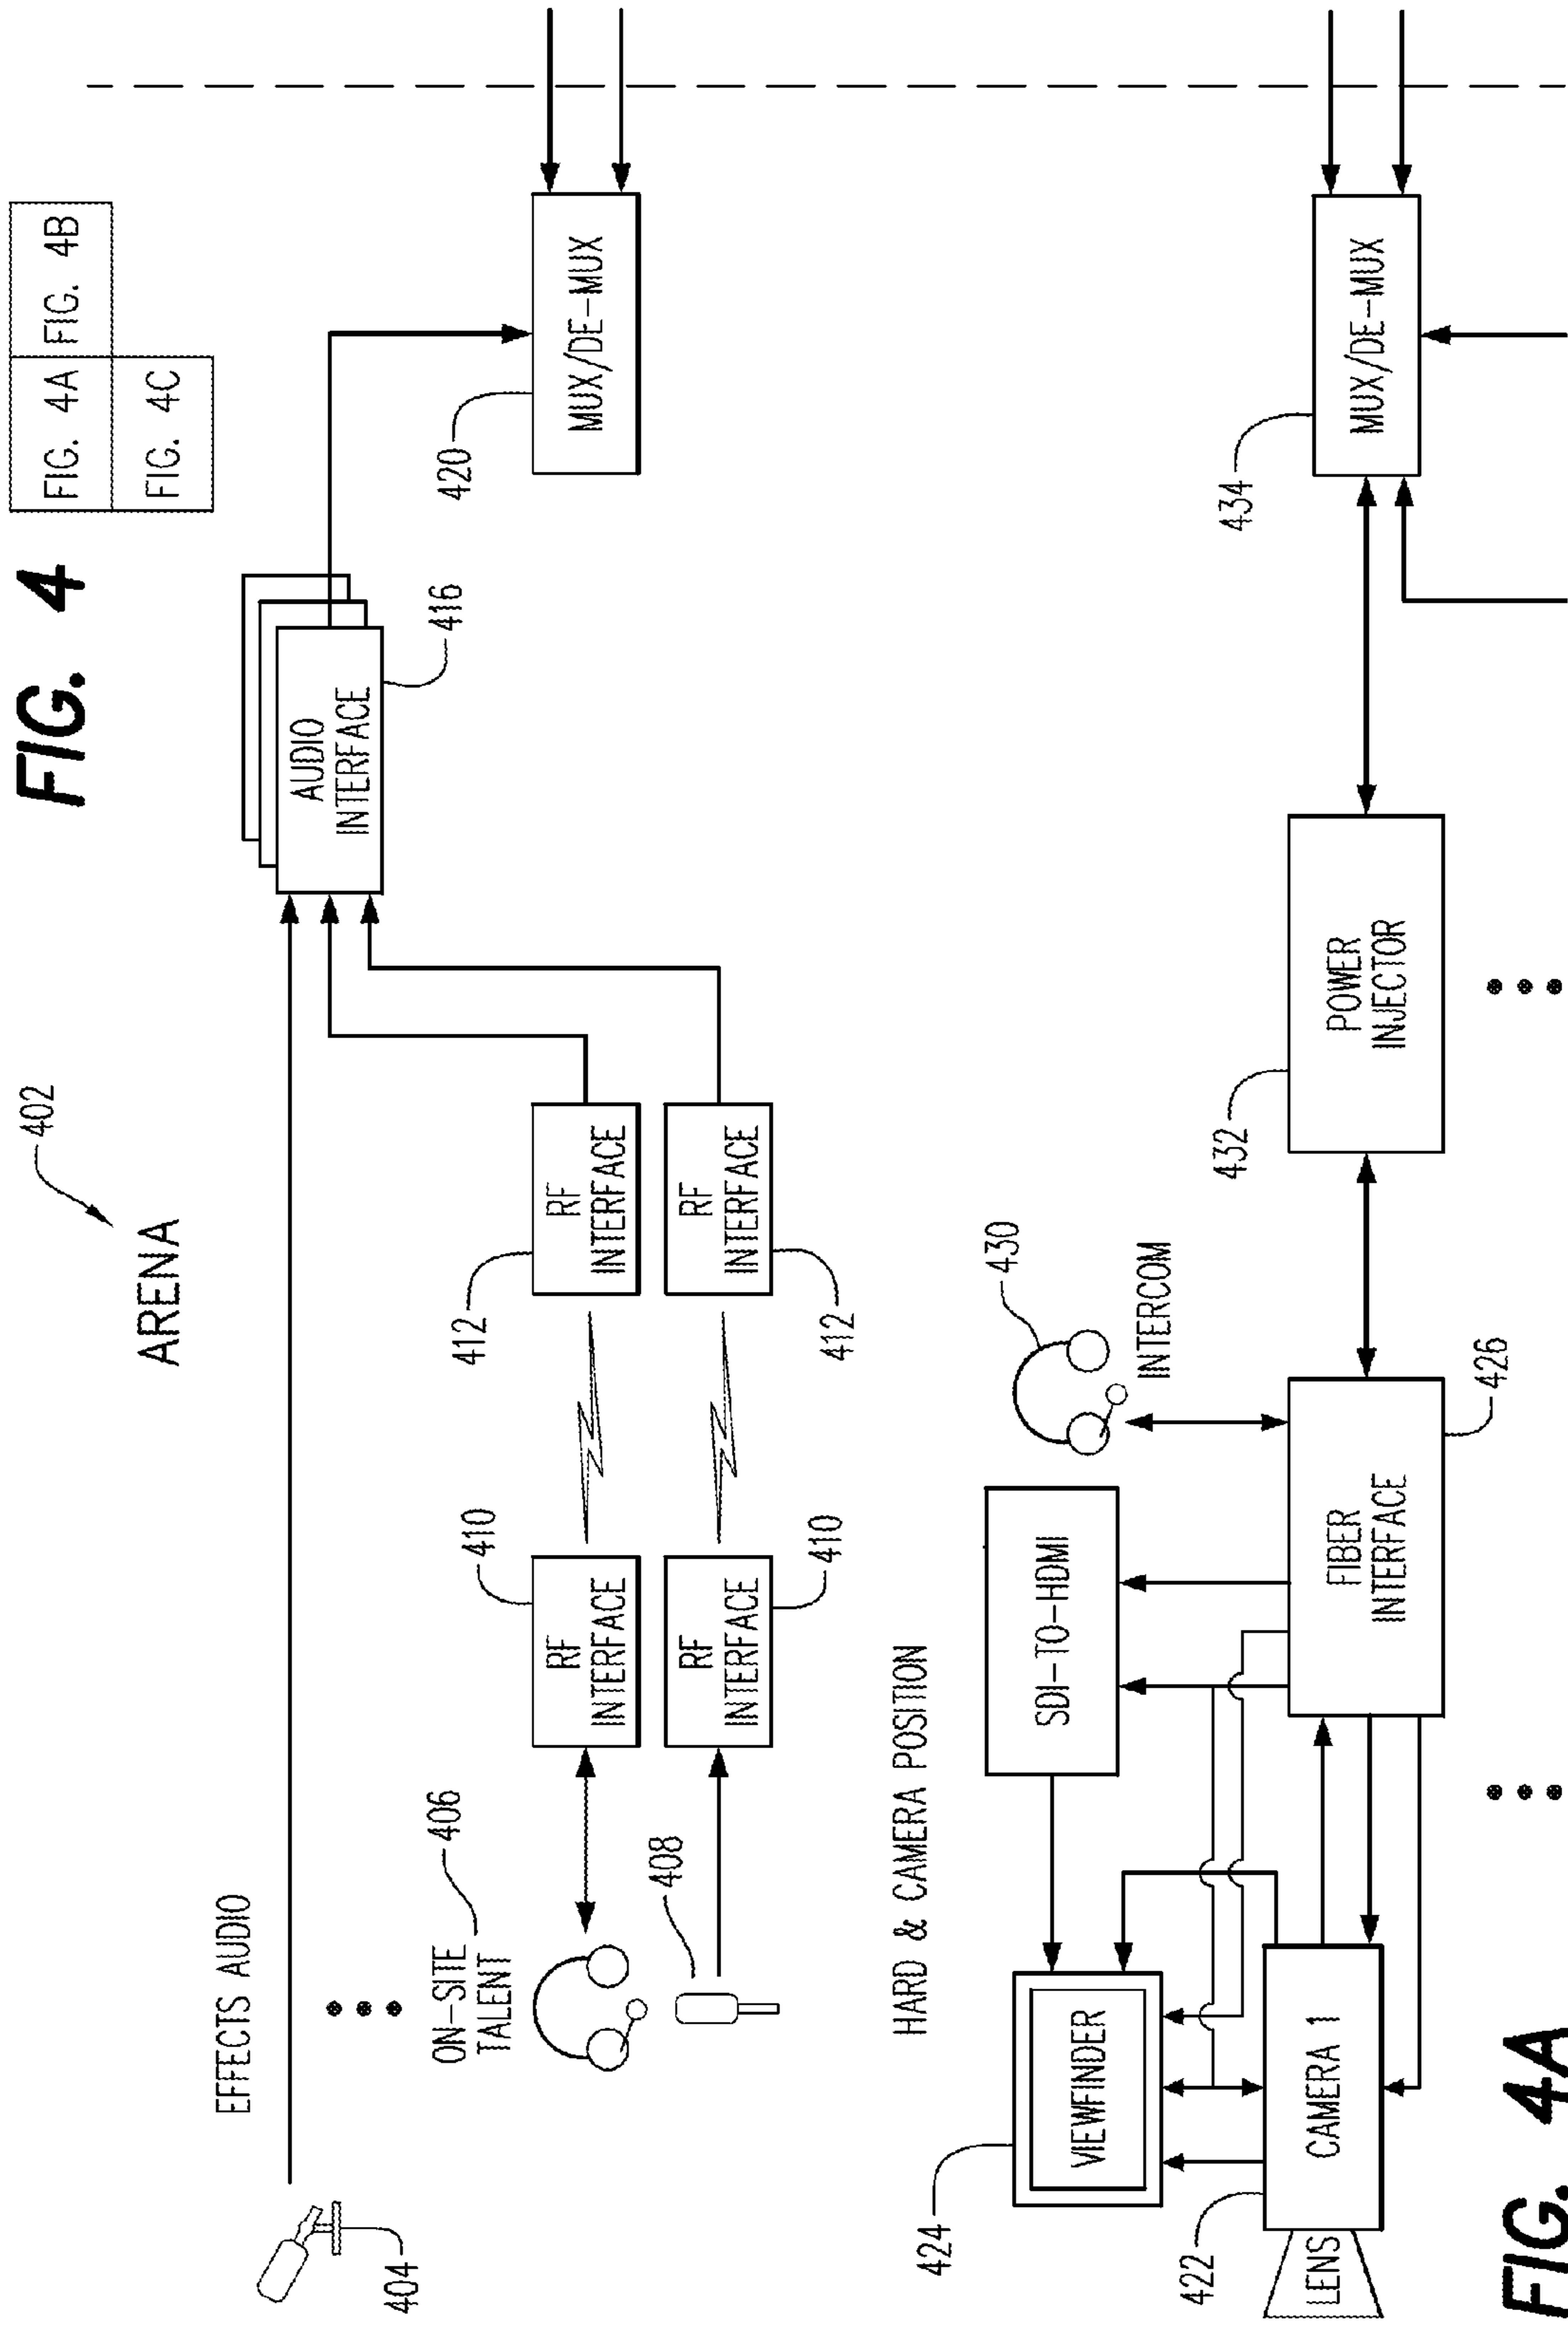 FIG. 4
FIG. 4A
FIG. 4B
FIG. 4C
402
ARENA
EFFECTS AUDIO
404
ON-SITE
TALENT
406
408
RF
INTERFACE
410
RF
INTERFACE
410
RF
INTERFACE
412
RF
INTERFACE
412
AUDIO
INTERFACE
416
MUX/DE-MUX
420
HARD & CAMERA POSITION
424
VIEWFINDER
422
LENS
CAMERA 1
SDI-TO-HDMI
430
INTERCOM
FIBER
INTERFACE
426
432
POWER
INJECTOR
434
MUX/DE-MUX
FIG. 4A